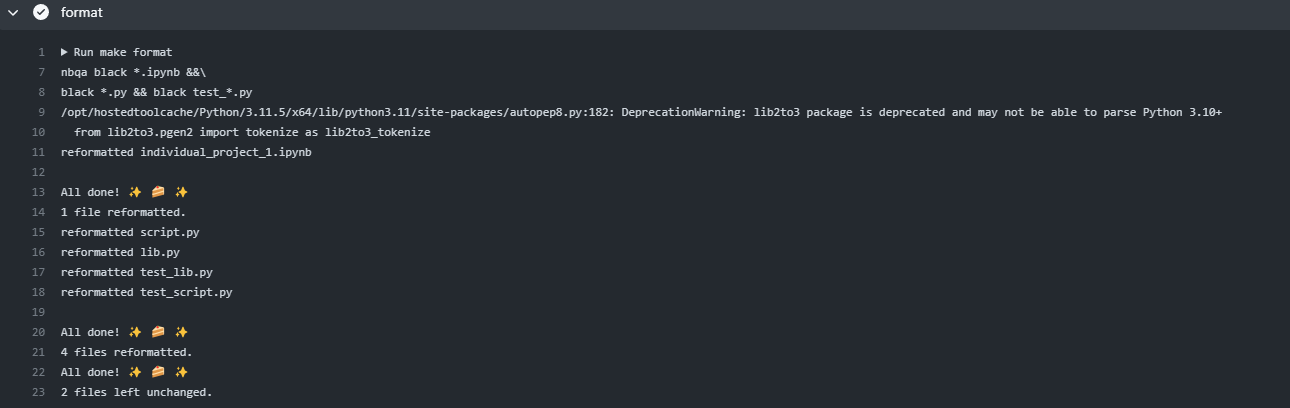 format
1 Run make format
7 nbqa black *.ipynb &&\
8 black *.py && black test_*.py
9 /opt/hostedtoolcache/Python/3.11.5/x64/lib/python3.11/site-packages/autopep8.py:182: DeprecationWarning: lib2to3 package is deprecated and may not be able to parse Python 3.10+
10 from lib2to3.pgen2 import tokenize as lib2to3_tokenize
11 reformatted individual_project_1.ipynb
12
13 All done! ✨ 🍰 ✨
14 1 file reformatted.
15 reformatted script.py
16 reformatted lib.py
17 reformatted test_lib.py
18 reformatted test_script.py
19
20 All done! ✨ 🍰 ✨
21 4 files reformatted.
22 All done! ✨ 🍰 ✨
23 2 files left unchanged.